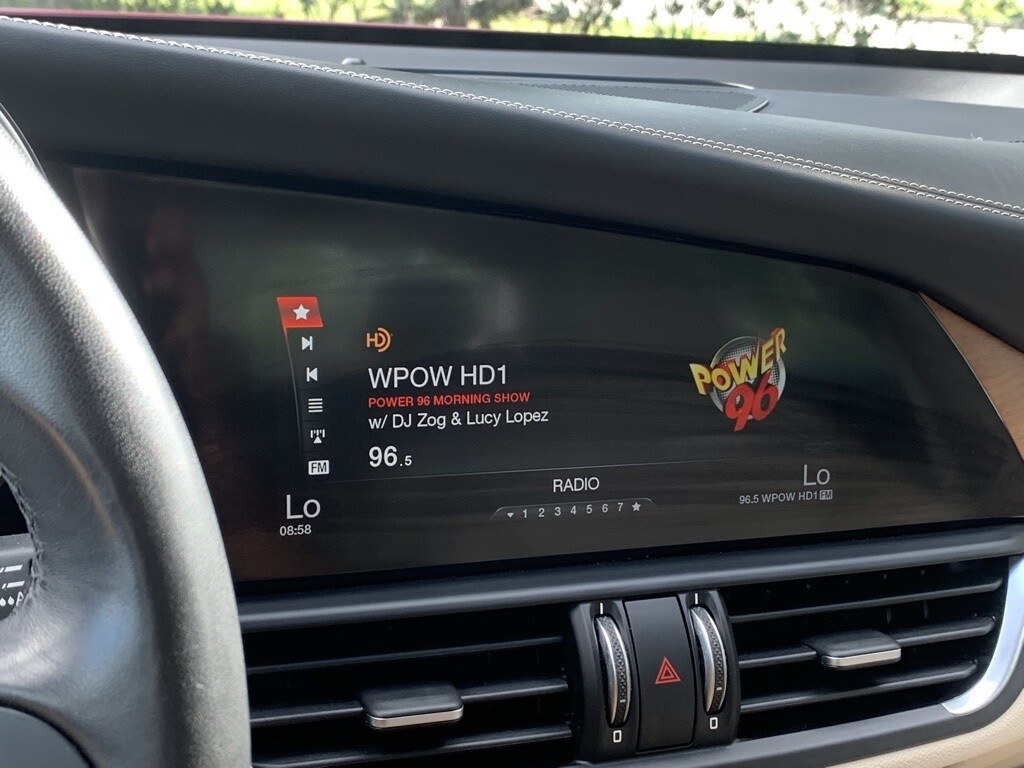 HD
WPOW HD1
POWER 96 MORNING SHOW
w/ DJ Zog & Lucy Lopez
96.5
FM
POWER
96
Lo
08:58
RADIO
1 2 3 4 5 6 7
Lo
96.5 WPOW HD1 FM